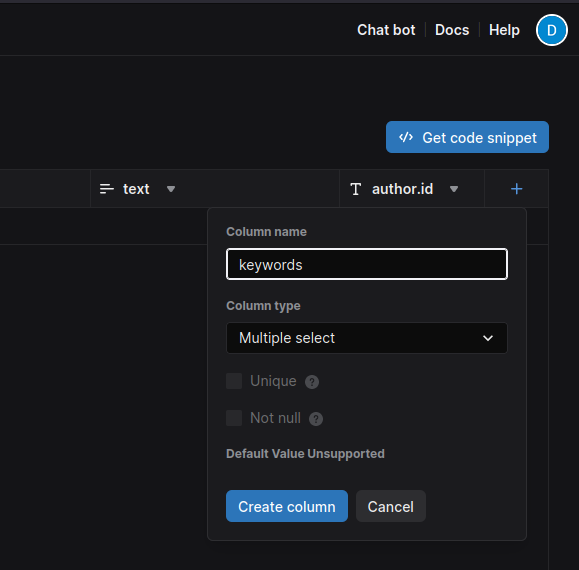 Chat bot Docs Help D
Get code snippet
text author.id
Column name
keywords
Column type
Multiple select
Unique ?
Not null ?
Default Value Unsupported
Create column Cancel